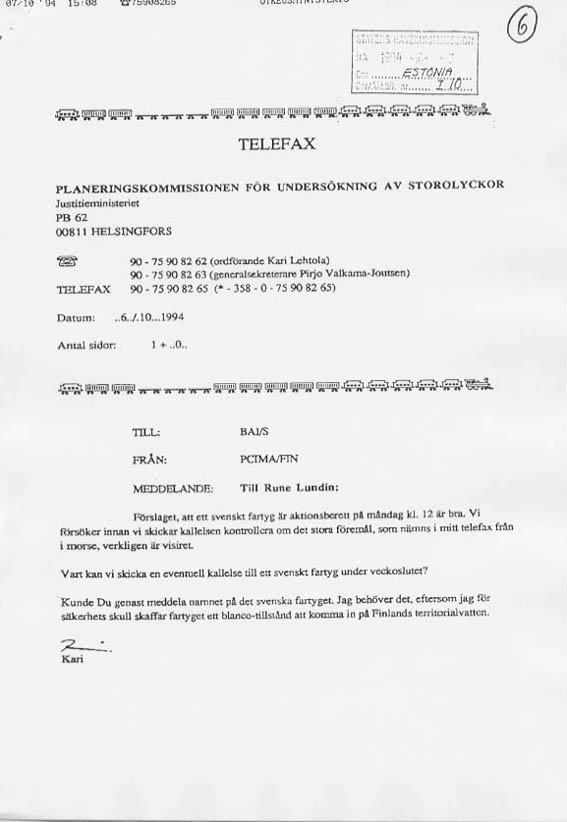 07/10 '94 15:08 ☎75908265
6
STATENS HAVERIKOMMISSION
1994
ESTONIA
I 10
TELEFAX
PLANERINGSKOMMISSIONEN FÖR UNDERSÖKNING AV STOROLYCKOR
Justitieministeriet
PB 62
00811 HELSINGFORS
☎ 90 - 75 90 82 62 (ordförande Kari Lehtola)
90 - 75 90 82 63 (generalsekreterare Pirjo Valkama-Joutsen)
TELEFAX 90 - 75 90 82 65 (* - 358 - 0 - 75 90 82 65)
Datum: ..6../.10...1994
Antal sidor: 1 + ..0..
TILL: BAI/S
FRÅN: PCIMA/FIN
MEDDELANDE: Till Rune Lundin:
Förslaget, att ett svenskt fartyg är aktionsberett på måndag kl. 12 är bra. Vi
försöker innan vi skickar kallelsen kontrollera om det stora föremål, som nämns i mitt telefax från
i morse, verkligen är visiret.
Vart kan vi skicka en eventuell kallelse till ett svenskt fartyg under veckoslutet?
Kunde Du genast meddela namnet på det svenska fartyget. Jag behöver det, eftersom jag för
säkerhets skull skaffar fartyget ett blanco-tillstånd att komma in på Finlands territorialvatten.
Kari